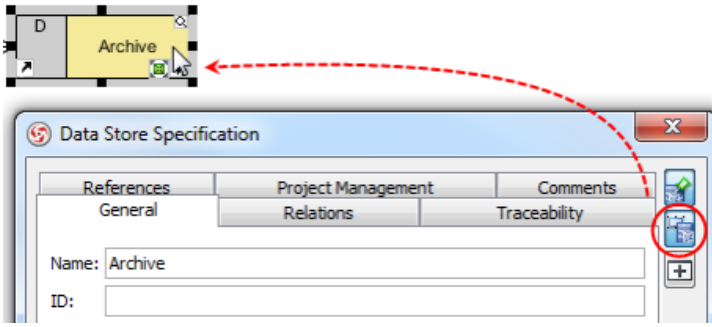 D
Archive
Data Store Specification
References Project Management Comments
General Relations Traceability
Name: Archive
ID: